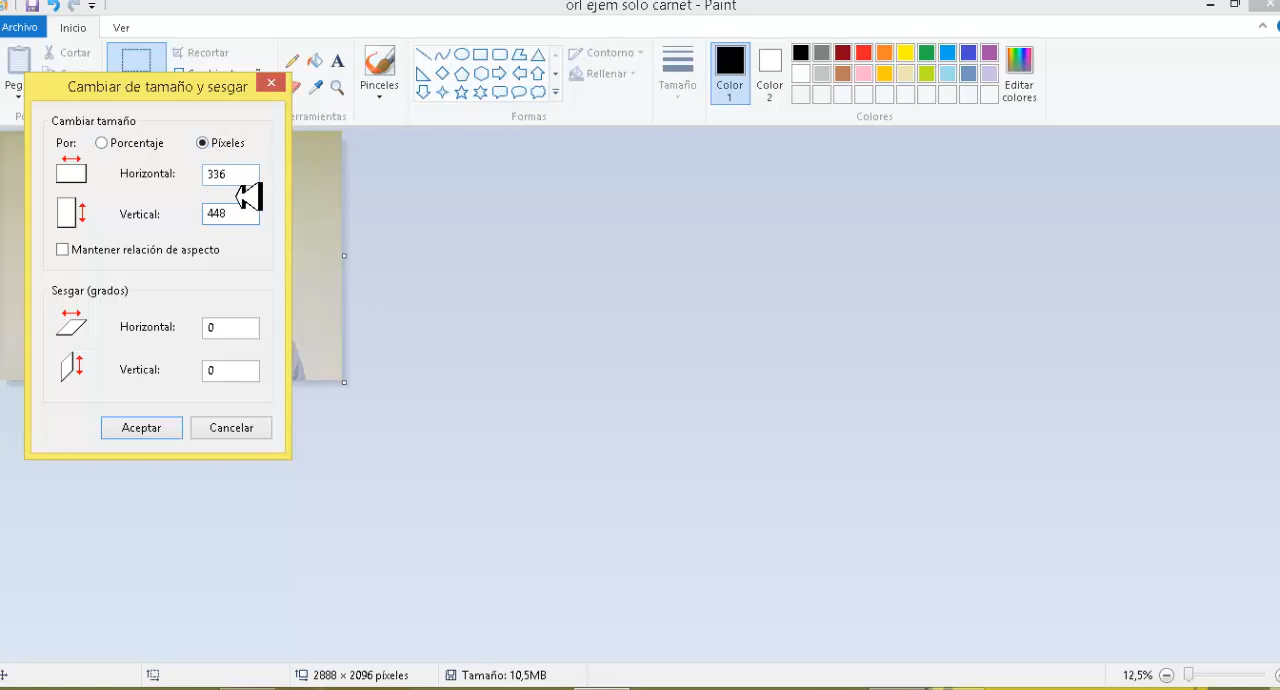 orl ejem solo carnet - Paint
Archivo Inicio Ver
Cortar
Recortar
Contorno
Rellenar
Tamaño
Color 1
Color 2
Editar colores
Pinceles
Formas
Colores
Cambiar de tamaño y sesgar
Cambiar tamaño
Por: Porcentaje Píxeles
Horizontal: 336
Vertical: 448
Mantener relación de aspecto
Sesgar (grados)
Horizontal: 0
Vertical: 0
Aceptar Cancelar
2888 × 2096 píxeles Tamaño: 10,5MB 12,5%